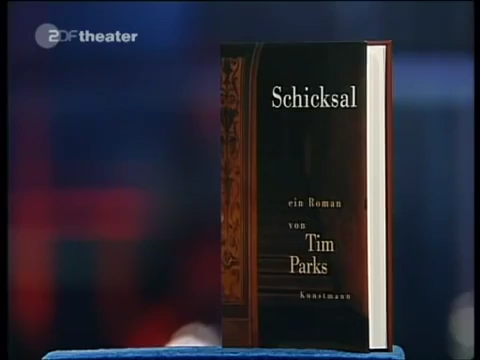 ZDFtheater
Schicksal
ein Roman
von
Tim
Parks
Kunstmann